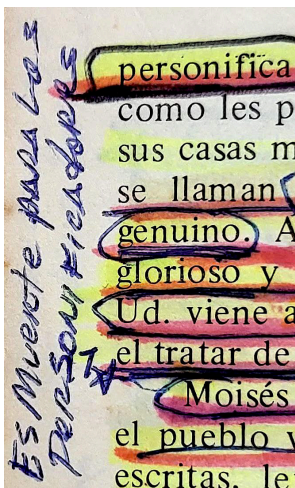 Es Muerte para Los
Personificadores
personifica
como les p
sus casas m
se llaman
genuino. A
glorioso y
Ud. viene a
el tratar de
Moisés
el pueblo y
escritas, le